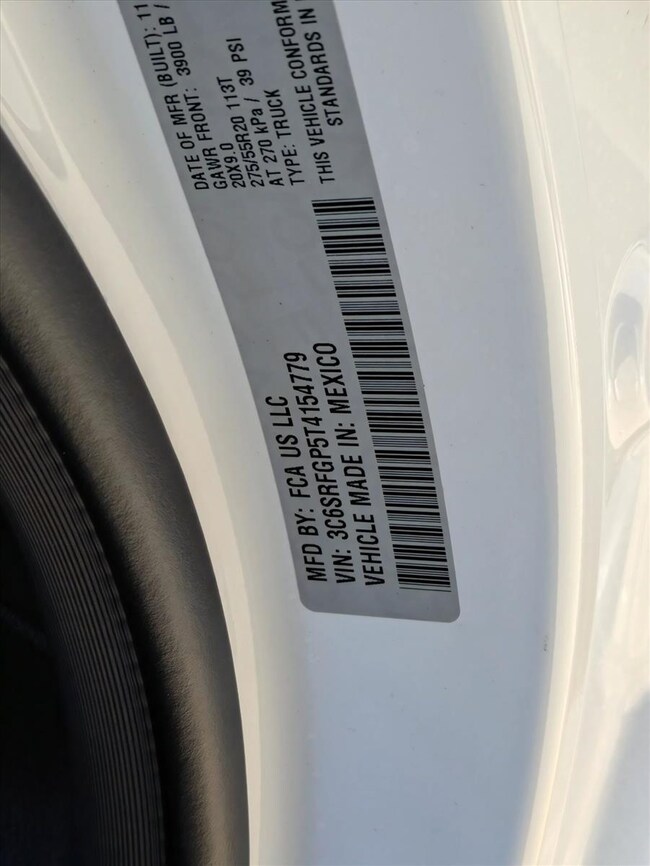 MFD BY: FCA US LLC
VIN: 3C6SRFGP5T4154779
VEHICLE MADE IN: MEXICO
DATE OF MFR (BUILT): 11
GAWR FRONT: 3900 LB /
20X9.0
275/55R20 113T
AT 270 kPa / 39 PSI
TYPE: TRUCK
THIS VEHICLE CONFORM
STANDARDS IN